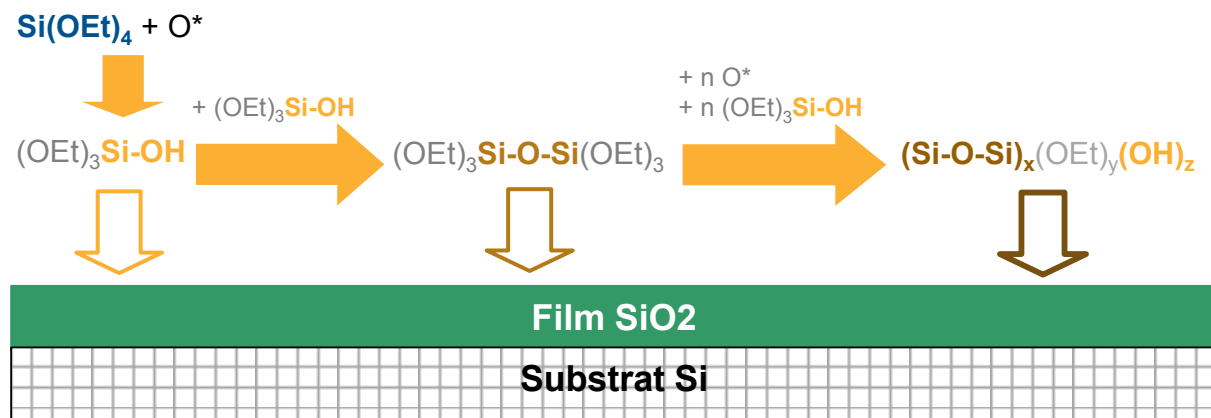 Si(OEt)₄ + O*
+ n O*
+ (OEt)₃Si-OH
+ n (OEt)₃Si-OH
(OEt)₃Si-OH
(OEt)₃Si-O-Si(OEt)₃
(Si-O-Si)ₓ(OEt)ᵧ(OH)z
Film SiO2
Substrat Si